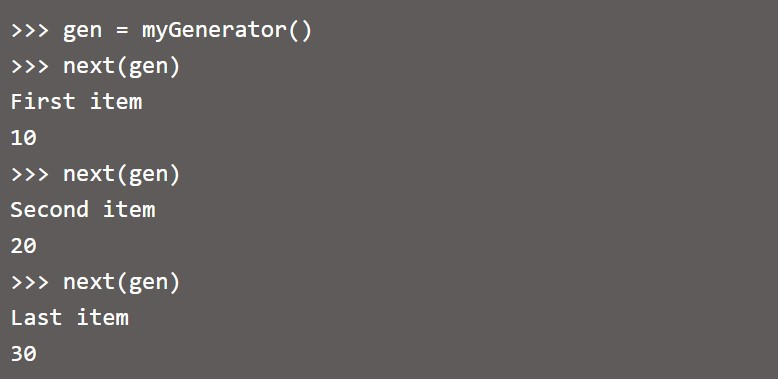 >>> gen = myGenerator()
>>> next(gen)
First item
10
>>> next(gen)
Second item
20
>>> next(gen)
Last item
30